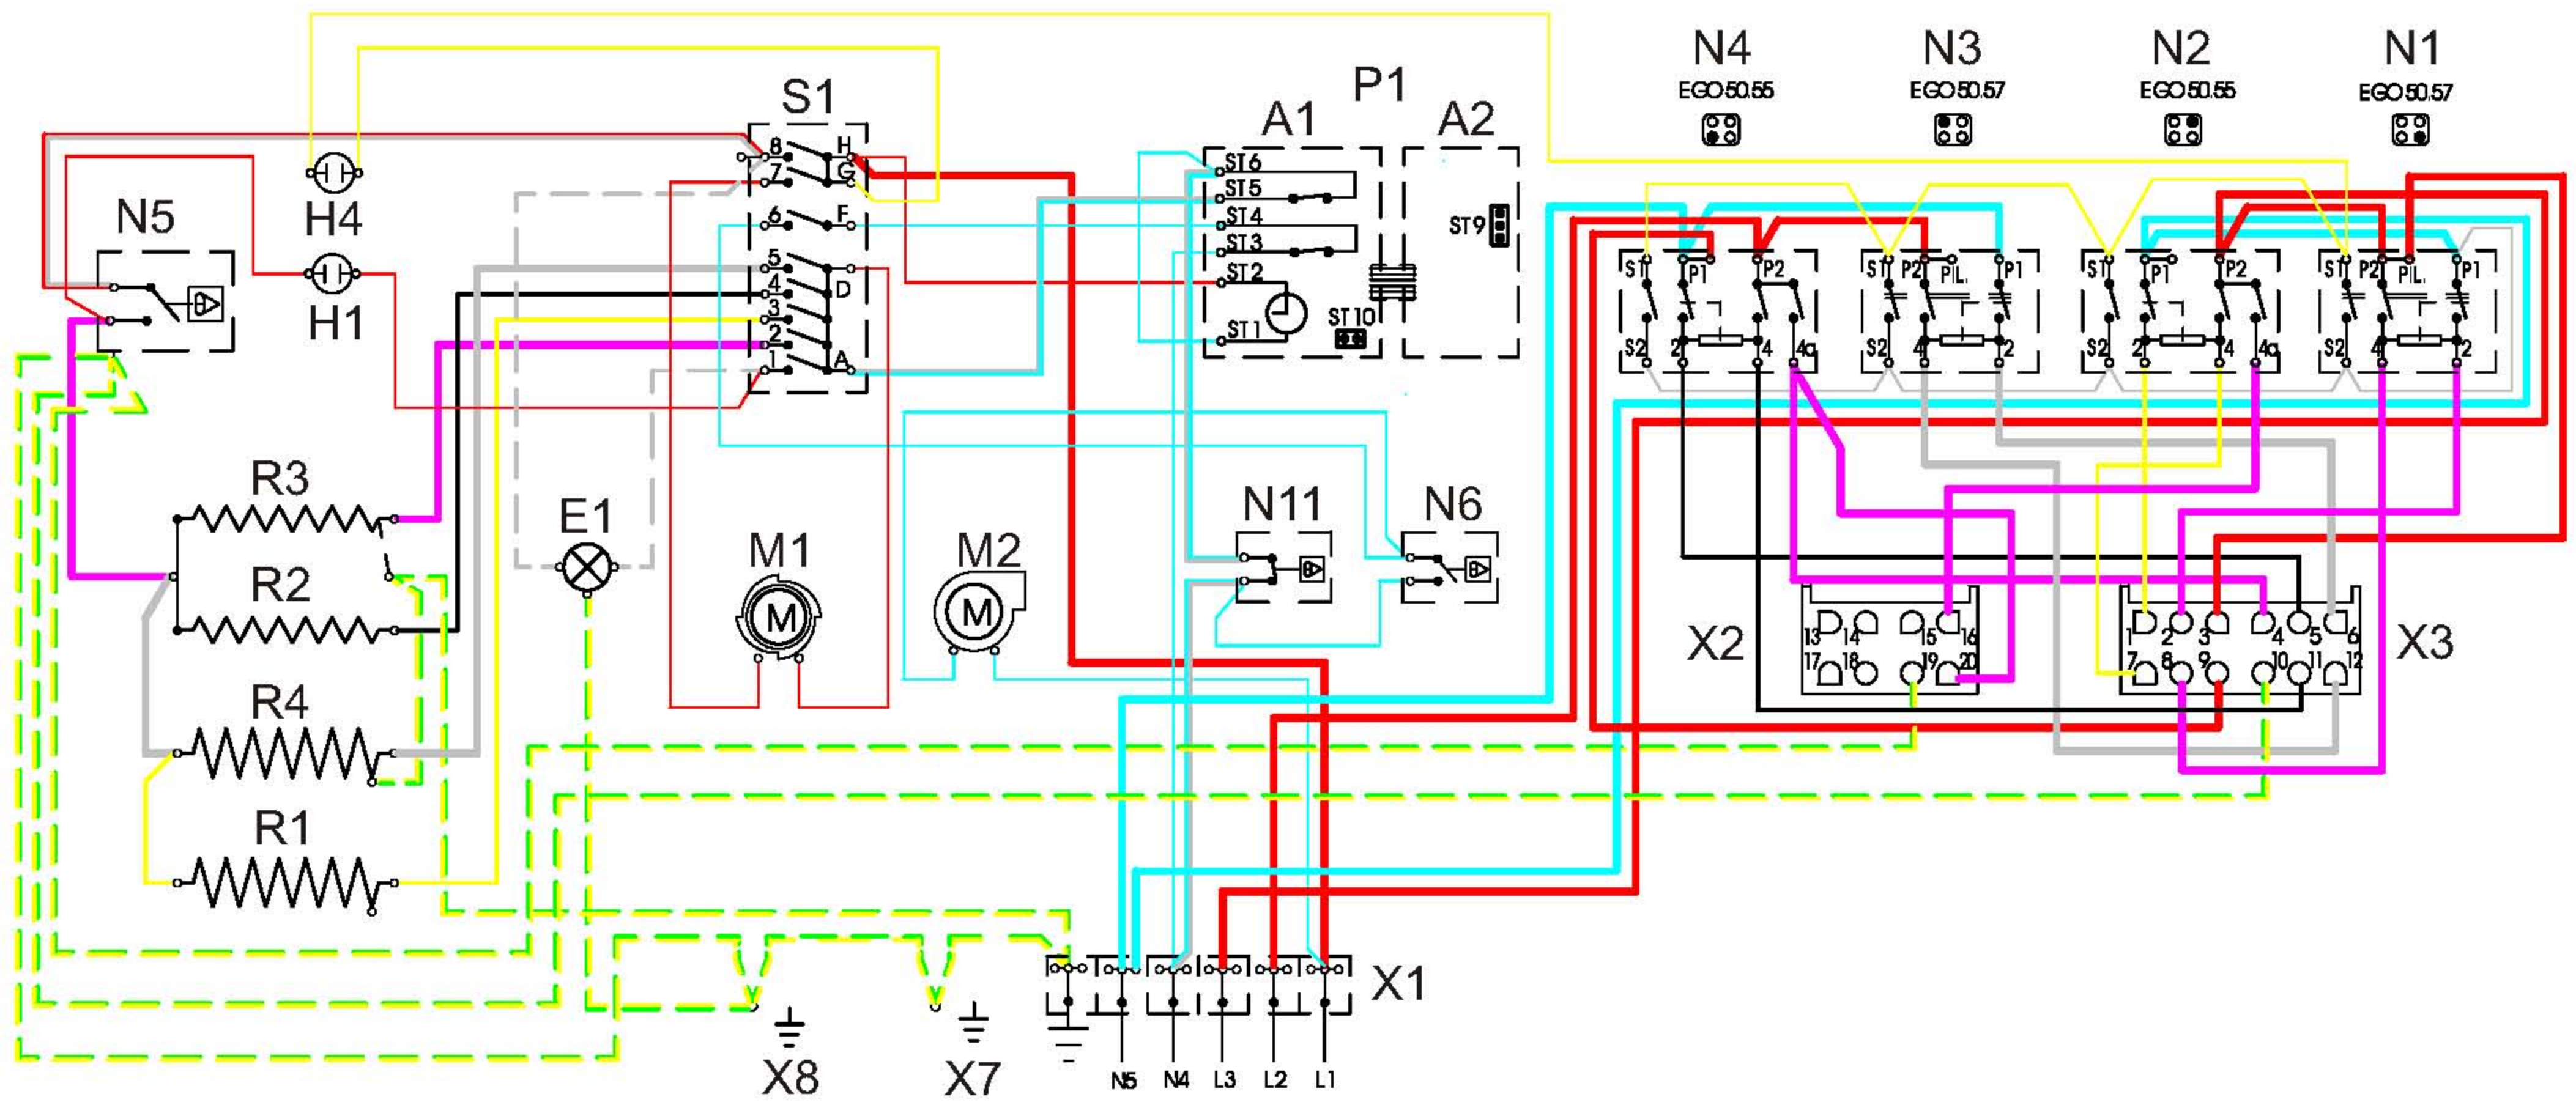 N4 N3 N2 N1
EGO 50.55 EGO 50.57 EGO 50.55 EGO 50.57
P1
S1
A1 A2
H4
N5
H1
8 H
7 G
6 F
5
4 D
3
2
1 A
ST6
ST5
ST4
ST3
ST2
ST1
ST10
ST9
S1 P1 P2 S1 P2 PIL. P1 S1 P1 P2 S1 P2 PIL. P1
S2 2 4 4a S2 4 2 S2 2 4 4a S2 4 2
R3
R2
R4
R1
E1
M1
M
M2
M
N11
N6
X2
13 14 15 16
17 18 19 20
1 2 3 4 5 6
7 8 9 10 11 12
X3
X1
X8
X7
N5 N4 L3 L2 L1